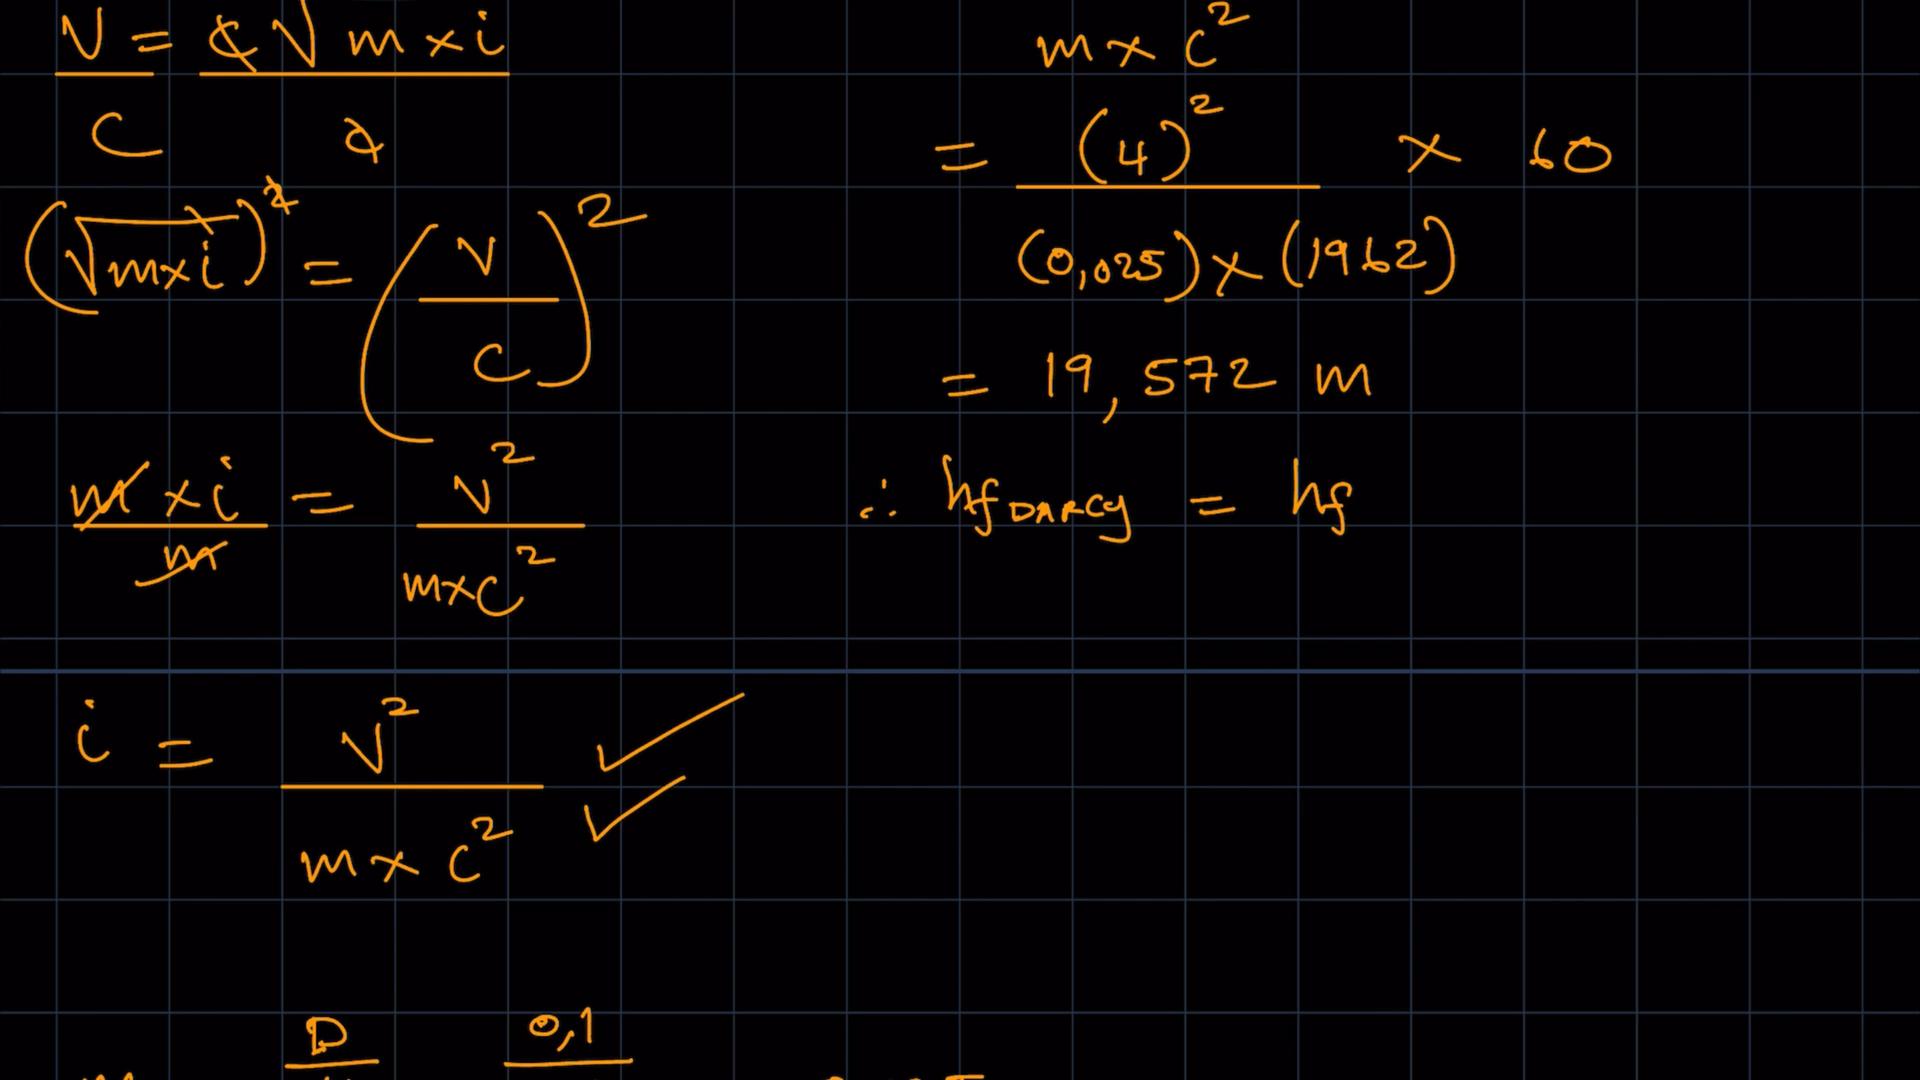 V = C √ m × i
C C
(√m×i)² = (V / C)²
m × i / m = V² / m×C²
i = V² / m × C²
D 0,1
m × C²
= (4)² / (0,025) × (1962) × 60
= 19,572 m
∴ hf DARCY = hf